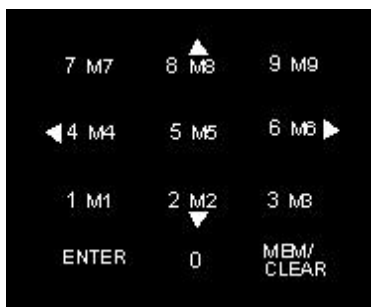 7 M7 8 M8 9 M9
4 M4 5 M5 6 M6
1 M1 2 M2 3 M3
ENTER 0 MEM/
CLEAR